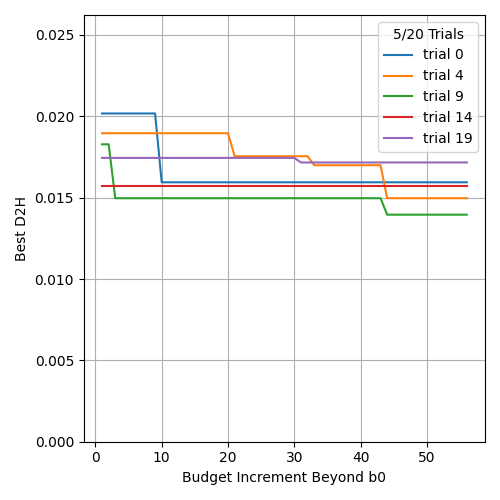 5/20 Trials
trial 0
trial 4
trial 9
trial 14
trial 19
0.025
0.020
0.015
0.010
0.005
0.000
Best D2H
0 10 20 30 40 50
Budget Increment Beyond b0